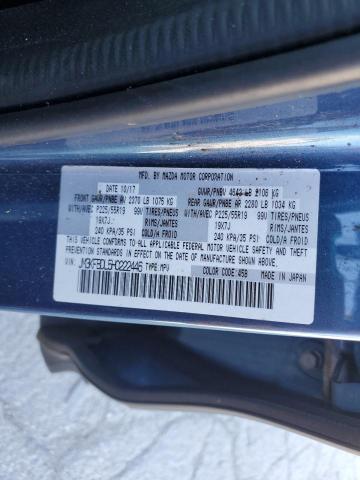 MFD. BY MAZDA MOTOR CORPORATION
DATE 10/17 GVWR/PNBV LB 2106 KG
FRONT GAWR/PNBE AV 2370 LB 1075 KG REAR GAWR/PNBE AR 2280 LB 1034 KG
WITH/AVEC P225/55R19 99V TIRES/PNEUS WITH/AVEC P225/55R19 99V TIRES/PNEUS
19X7J RIMS/JANTES 19X7J RIMS/JANTES
240 KPA/35 PSI COLD/A FROID 240 KPA/35 PSI COLD/A FROID
THIS VEHICLE CONFORMS TO ALL APPLICABLE FEDERAL MOTOR VEHICLE
SAFETY, BUMPER, AND THEFT PREVENTION STANDARDS IN EFFECT ON THE
DATE OF MANUFACTURE SHOWN ABOVE.
VIN: TYPE: MPV COLOR CODE: 45B MADE IN JAPAN